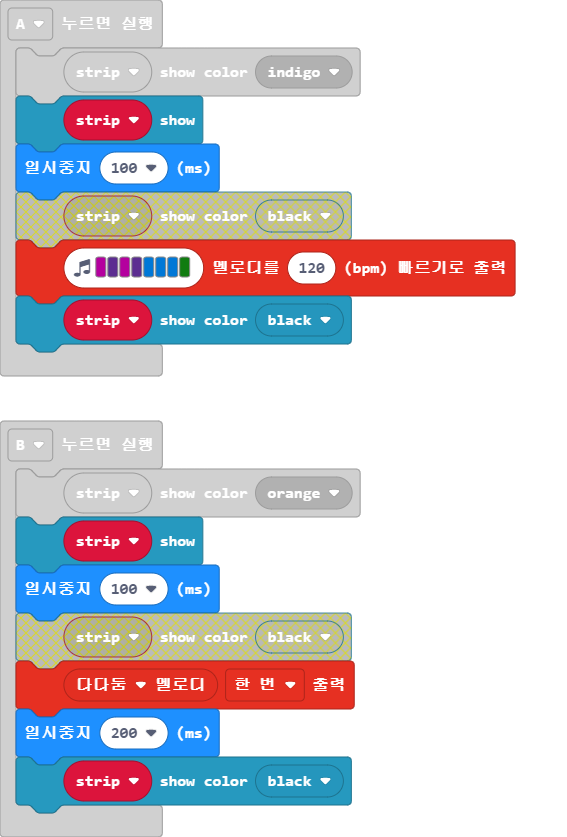 A 누르면 실행
strip show color indigo
strip show
일시중지 100 (ms)
strip show color black
멜로디를 120 (bpm) 빠르기로 출력
strip show color black
B 누르면 실행
strip show color orange
strip show
일시중지 100 (ms)
strip show color black
다다둠 멜로디 한 번 출력
일시중지 200 (ms)
strip show color black